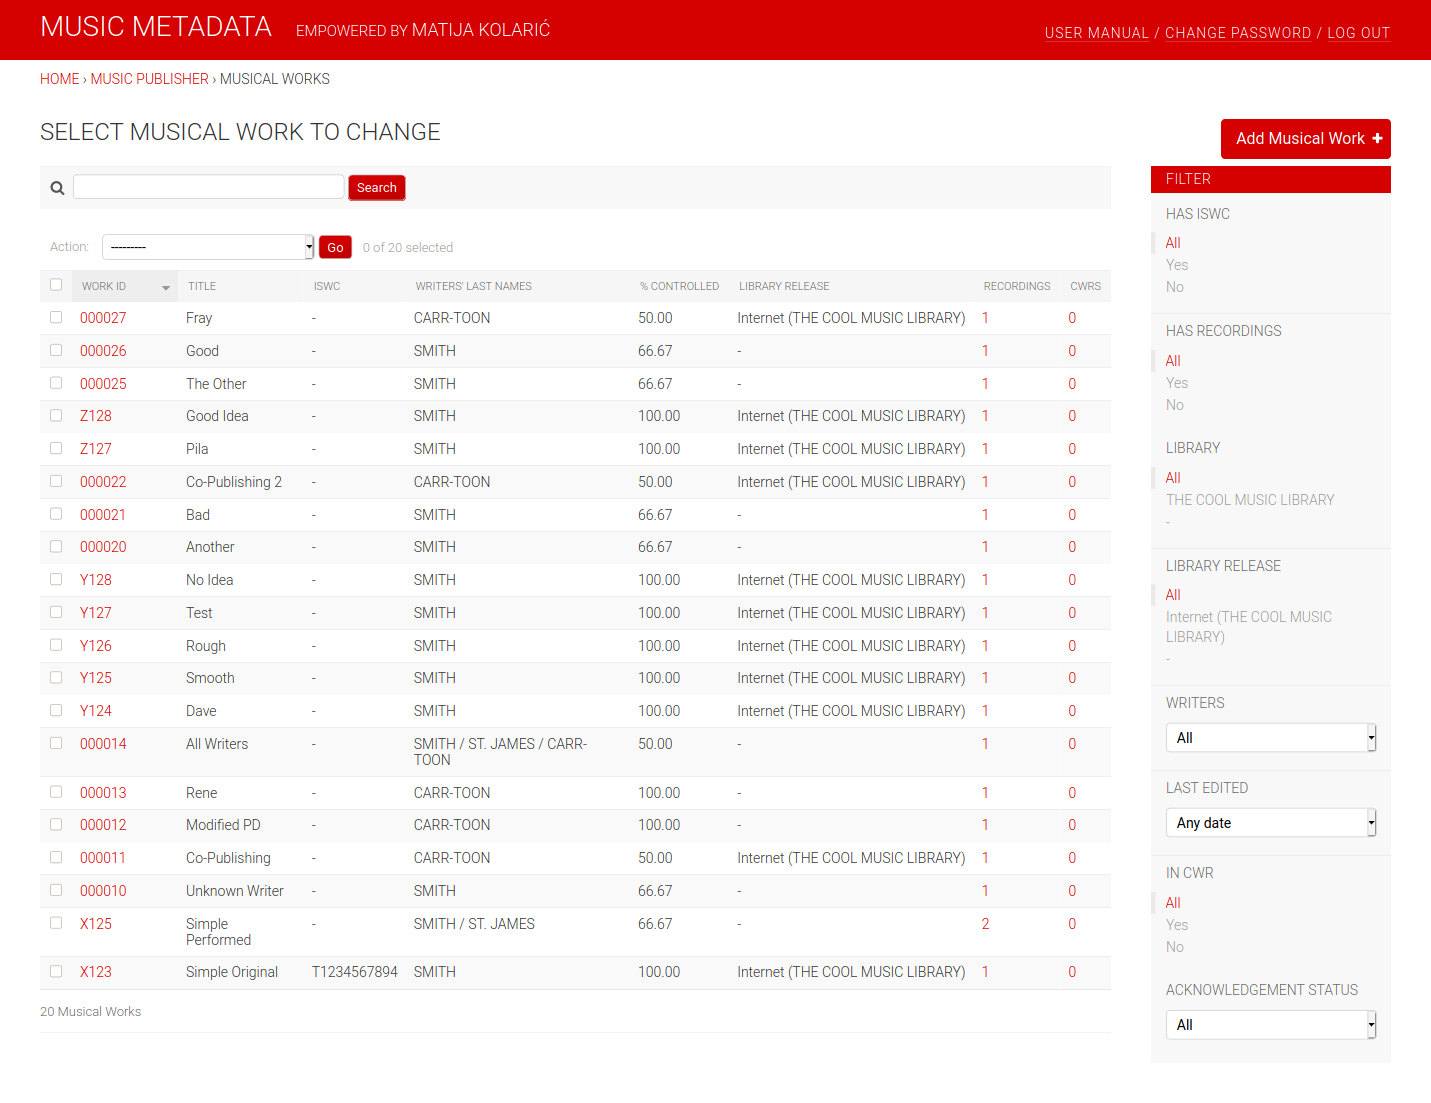 MUSIC METADATA EMPOWERED BY MATIJA KOLARIĆ
USER MANUAL / CHANGE PASSWORD / LOG OUT
HOME › MUSIC PUBLISHER › MUSICAL WORKS
SELECT MUSICAL WORK TO CHANGE
Add Musical Work +
Search
Action: --------- Go 0 of 20 selected
WORK ID TITLE ISWC WRITERS' LAST NAMES % CONTROLLED LIBRARY RELEASE RECORDINGS CWRS
000027 Fray - CARR-TOON 50.00 Internet (THE COOL MUSIC LIBRARY) 1 0
000026 Good - SMITH 66.67 - 1 0
000025 The Other - SMITH 66.67 - 1 0
Z128 Good Idea - SMITH 100.00 Internet (THE COOL MUSIC LIBRARY) 1 0
Z127 Pila - SMITH 100.00 Internet (THE COOL MUSIC LIBRARY) 1 0
000022 Co-Publishing 2 - CARR-TOON 50.00 Internet (THE COOL MUSIC LIBRARY) 1 0
000021 Bad - SMITH 66.67 - 1 0
000020 Another - SMITH 66.67 - 1 0
Y128 No Idea - SMITH 100.00 Internet (THE COOL MUSIC LIBRARY) 1 0
Y127 Test - SMITH 100.00 Internet (THE COOL MUSIC LIBRARY) 1 0
Y126 Rough - SMITH 100.00 Internet (THE COOL MUSIC LIBRARY) 1 0
Y125 Smooth - SMITH 100.00 Internet (THE COOL MUSIC LIBRARY) 1 0
Y124 Dave - SMITH 100.00 Internet (THE COOL MUSIC LIBRARY) 1 0
000014 All Writers - SMITH / ST. JAMES / CARR- 50.00 - 1 0
TOON
000013 Rene - CARR-TOON 100.00 - 1 0
000012 Modified PD - CARR-TOON 100.00 - 1 0
000011 Co-Publishing - CARR-TOON 50.00 Internet (THE COOL MUSIC LIBRARY) 1 0
000010 Unknown Writer - SMITH 66.67 - 1 0
X125 Simple - SMITH / ST. JAMES 66.67 - 2 0
Performed
X123 Simple Original T1234567894 SMITH 100.00 Internet (THE COOL MUSIC LIBRARY) 1 0
20 Musical Works
FILTER
HAS ISWC
All
Yes
No
HAS RECORDINGS
All
Yes
No
LIBRARY
All
THE COOL MUSIC LIBRARY
-
LIBRARY RELEASE
All
Internet (THE COOL MUSIC
LIBRARY)
-
WRITERS
All
LAST EDITED
Any date
IN CWR
All
Yes
No
ACKNOWLEDGEMENT STATUS
All